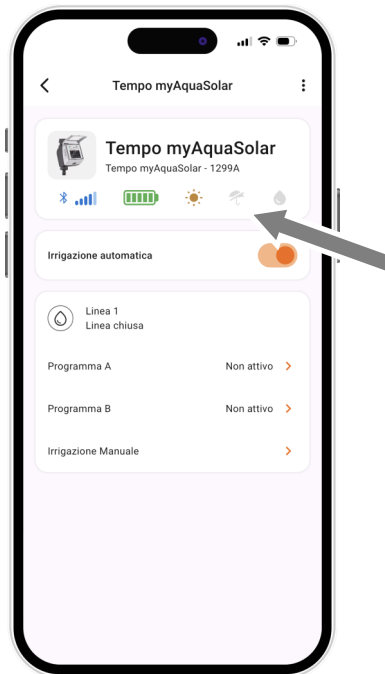 Tempo myAquaSolar
Tempo myAquaSolar
Tempo myAquaSolar - 1299A
Irrigazione automatica
Linea 1
Linea chiusa
Programma A Non attivo
Programma B Non attivo
Irrigazione Manuale